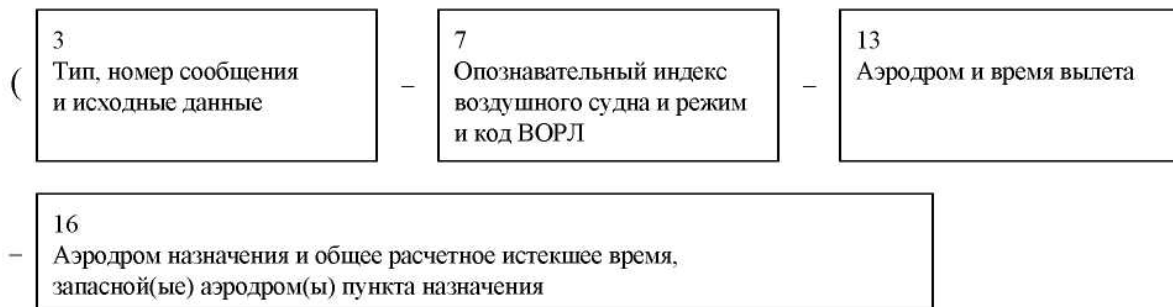 3
Тип, номер сообщения
и исходные данные
7
Опознавательный индекс
воздушного судна и режим
и код ВОРЛ
13
Аэродром и время вылета
(
–
–
–
16
Аэродром назначения и общее расчетное истекшее время,
запасной(ые) аэродром(ы) пункта назначения